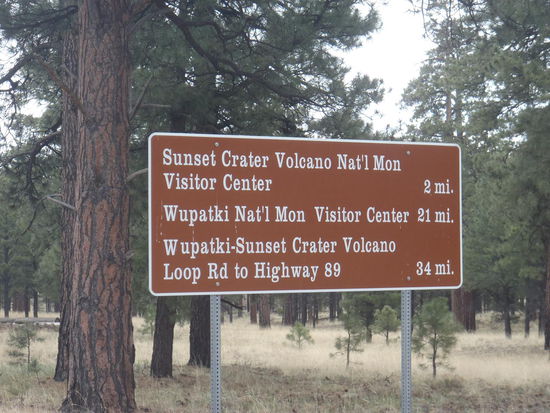 Sunset Crater Volcano Nat'l Mon
Visitor Center 2 mi.
Wupatki Nat'l Mon Visitor Center 21 mi.
Wupatki-Sunset Crater Volcano
Loop Rd to Highway 89 34 mi.